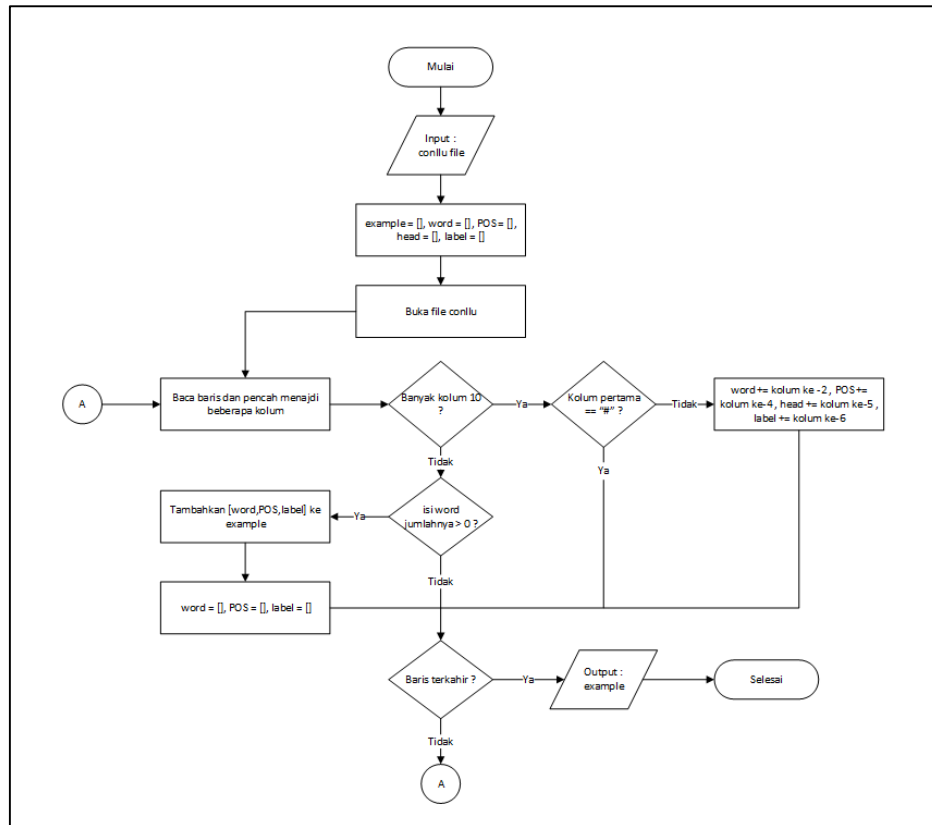 Mulai
Input :
conllu file
example = [], word = [], POS = [],
head = [], label = []
Buka file conllu
A
Baca baris dan pencah menajdi
beberapa kolum
Banyak kolum 10
?
Ya
Kolum pertama
== “#” ?
Tidak
word += kolum ke -2, POS +=
kolum ke-4, head += kolum ke-5 ,
label += kolum ke-6
Tidak
Ya
Tambahkan [word,POS,label] ke
example
Ya
isi word
jumlahnya > 0 ?
Tidak
word = [], POS = [], label = []
Baris terkahir ?
Ya
Output :
example
Selesai
Tidak
A